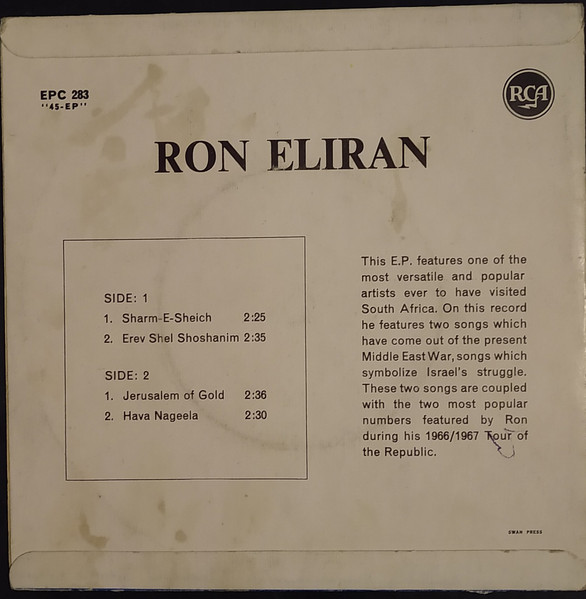 EPC 283
"45-EP"
RCA
RON ELIRAN
SIDE: 1
1. Sharm-E-Sheich 2:25
2. Erev Shel Shoshanim 2:35
SIDE: 2
1. Jerusalem of Gold 2:36
2. Hava Nageela 2:30
This E.P. features one of the
most versatile and popular
artists ever to have visited
South Africa. On this record
he features two songs which
have come out of the present
Middle East War, songs which
symbolize Israel's struggle.
These two songs are coupled
with the two most popular
numbers featured by Ron
during his 1966/1967 Tour of
the Republic.
SWAN PRESS